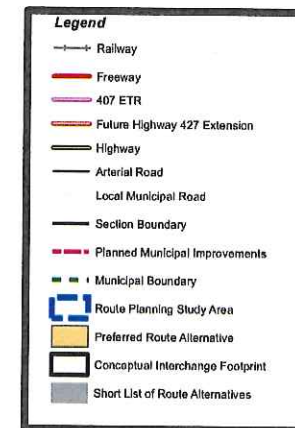 Legend
Railway
Freeway
407 ETR
Future Highway 427 Extension
Highway
Arterial Road
Local Municipal Road
Section Boundary
Planned Municipal Improvements
Municipal Boundary
Route Planning Study Area
Preferred Route Alternative
Conceptual Interchange Footprint
Short List of Route Alternatives